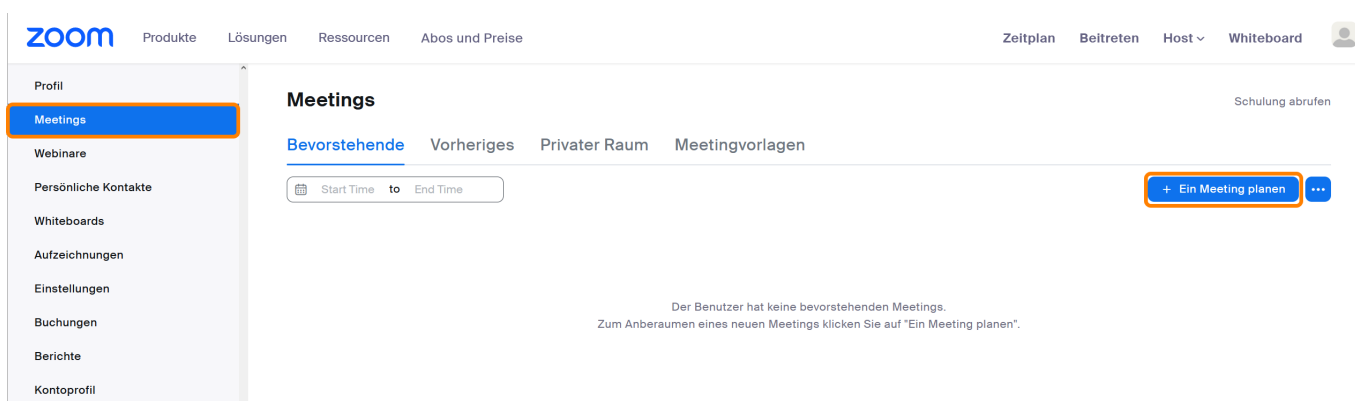 zoom Produkte Lösungen Ressourcen Abos und Preise Zeitplan Beitreten Host Whiteboard
Profil
Meetings
Webinare
Persönliche Kontakte
Whiteboards
Aufzeichnungen
Einstellungen
Buchungen
Berichte
Kontoprofil
Meetings Schulung abrufen
Bevorstehende Vorheriges Privater Raum Meetingvorlagen
Start Time to End Time + Ein Meeting planen ...
Der Benutzer hat keine bevorstehenden Meetings.
Zum Anberaumen eines neuen Meetings klicken Sie auf "Ein Meeting planen".